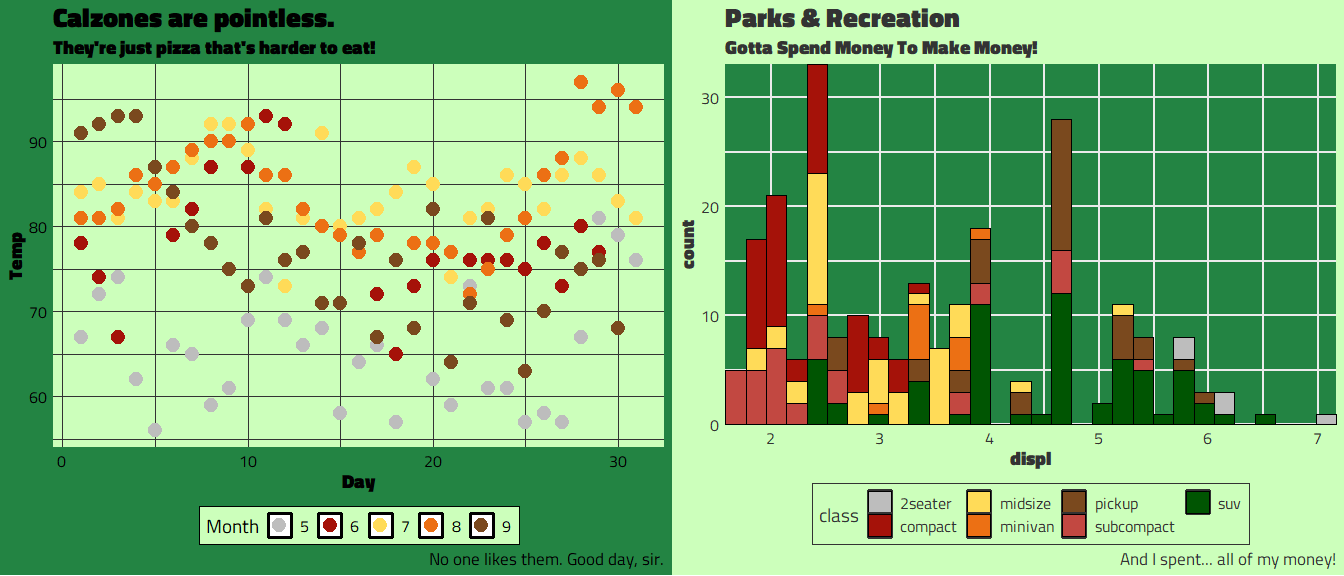 Calzones are pointless.
They're just pizza that's harder to eat!
Temp
90
80
70
60
0 10 20 30
Day
Month 5 6 7 8 9
No one likes them. Good day, sir.
Parks & Recreation
Gotta Spend Money To Make Money!
count
30
20
10
0
2 3 4 5 6 7
displ
class
2seater midsize pickup suv
compact minivan subcompact
And I spent... all of my money!